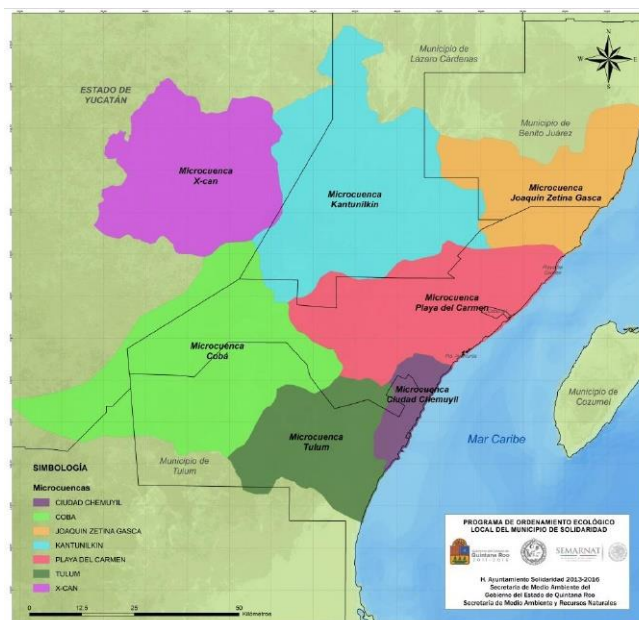 Municipio de
Lázaro Cárdenas
N
W
E
S
ESTADO DE
YUCATÁN
Municipio de
Benito Juárez
Microcuenca
X-can
Microcuenca
Kantunilkin
Microcuenca
Joaquín Zetina Gasca
Microcuenca
Playa del Carmen
Microcuenca
Cobá
Microcuenca
Ciudad Chemuyil
Municipio de
Cozumel
Microcuenca
Tulum
Mar Caribe
Municipio de
Tulum
SIMBOLOGÍA
Microcuencas
CIUDAD CHEMUYIL
COBA
JOAQUIN ZETINA GASCA
KANTUNILKIN
PLAYA DEL CARMEN
TULUM
X-CAN
0 12.5 25 50
Kilómetros
PROGRAMA DE ORDENAMIENTO ECOLÓGICO
LOCAL DEL MUNICIPIO DE SOLIDARIDAD
Quintana Roo
SEMARNAT
H. Ayuntamiento Solidaridad 2013-2016
Secretaría de Medio Ambiente del
Gobierno del Estado de Quintana Roo
Secretaría de Medio Ambiente y Recursos Naturales